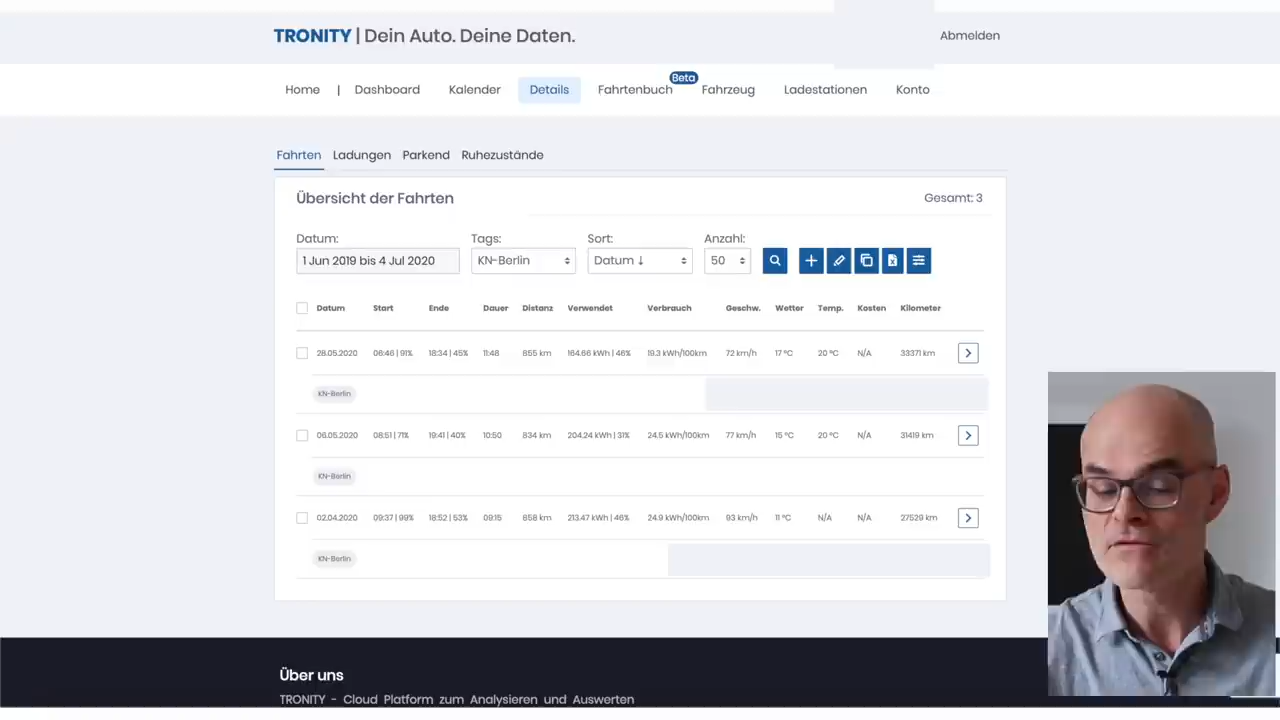 TRONITY | Dein Auto. Deine Daten.
Abmelden
Home | Dashboard Kalender Details Fahrtenbuch Beta Fahrzeug Ladestationen Konto
Fahrten Ladungen Parkend Ruhezustände
Übersicht der Fahrten
Gesamt: 3
Datum: Tags: Sort: Anzahl:
1 Jun 2019 bis 4 Jul 2020 KN-Berlin Datum ↓ 50
Datum Start Ende Dauer Distanz Verwendet Verbrauch Geschw. Wetter Temp. Kosten Kilometer
28.05.2020 06:46 | 91% 18:34 | 45% 11:48 855 km 164.66 kWh | 46% 19.3 kWh/100km 72 km/h 17 °C 20 °C N/A 33371 km
KN-Berlin
06.05.2020 08:51 | 71% 19:41 | 40% 10:50 834 km 204.24 kWh | 31% 24.5 kWh/100km 77 km/h 15 °C 20 °C N/A 31419 km
KN-Berlin
02.04.2020 09:37 | 99% 18:52 | 53% 09:15 858 km 213.47 kWh | 46% 24.9 kWh/100km 93 km/h 11 °C N/A N/A 27529 km
KN-Berlin
Über uns
TRONITY - Cloud Platform zum Analysieren und Auswerten